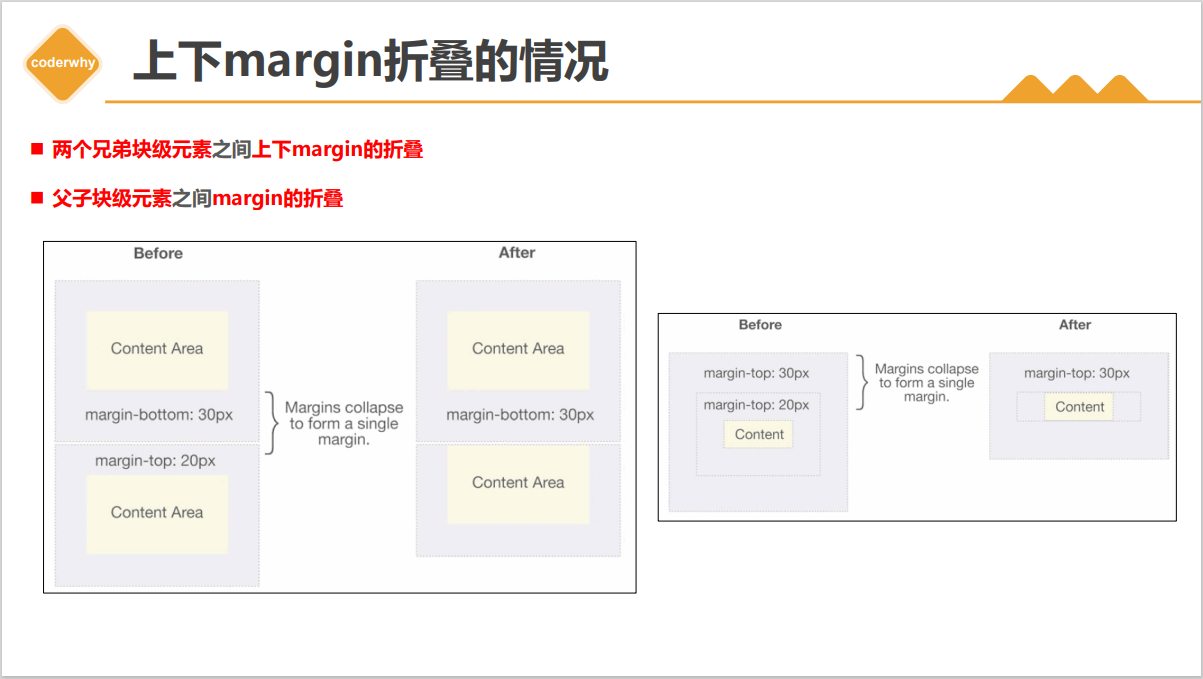 coderwhy
上下margin折叠的情况
两个兄弟块级元素之间上下margin的折叠
父子块级元素之间margin的折叠
Before
After
Content Area
margin-bottom: 30px
margin-top: 20px
Content Area
Margins collapse
to form a single
margin.
Content Area
margin-bottom: 30px
Content Area
Before
After
margin-top: 30px
margin-top: 20px
Content
Margins collapse
to form a single
margin.
margin-top: 30px
Content